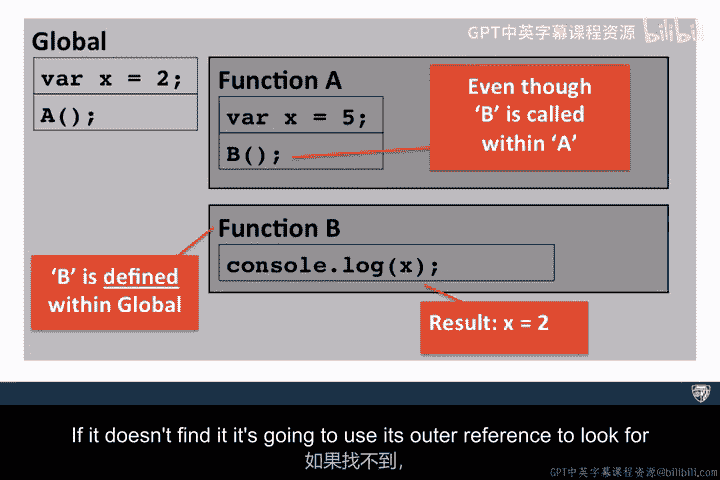 GPT中英字幕课程资源 bilibili
Global
var x = 2;
A();
Function A
var x = 5;
B();
Even though
‘B’ is called
within ‘A’
Function B
console.log(x);
‘B’ is defined
within Global
Result: x = 2
If it doesn't find it it's going to use its outer reference to look for
如果找不到，
GPT中英字幕课程资源@bilibili.com